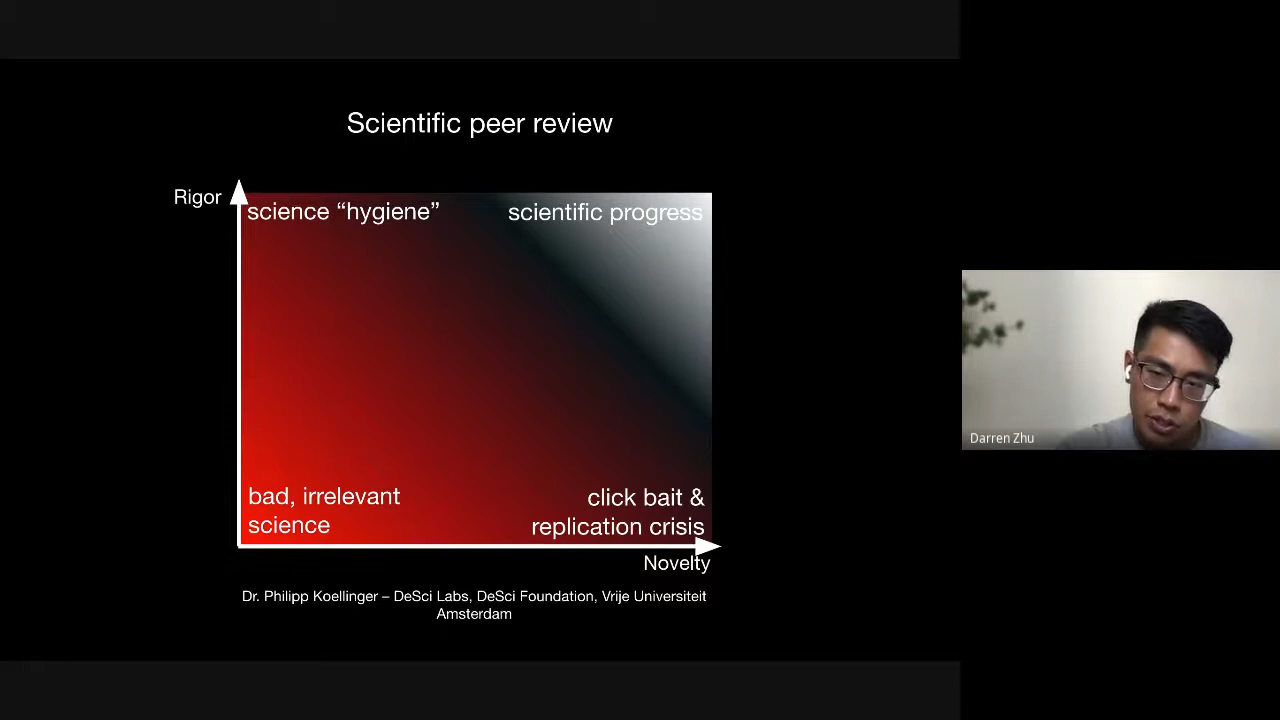 Scientific peer review
Rigor
science “hygiene”
scientific progress
bad, irrelevant
science
click bait &
replication crisis
Novelty
Dr. Philipp Koellinger – DeSci Labs, DeSci Foundation, Vrije Universiteit
Amsterdam
Darren Zhu